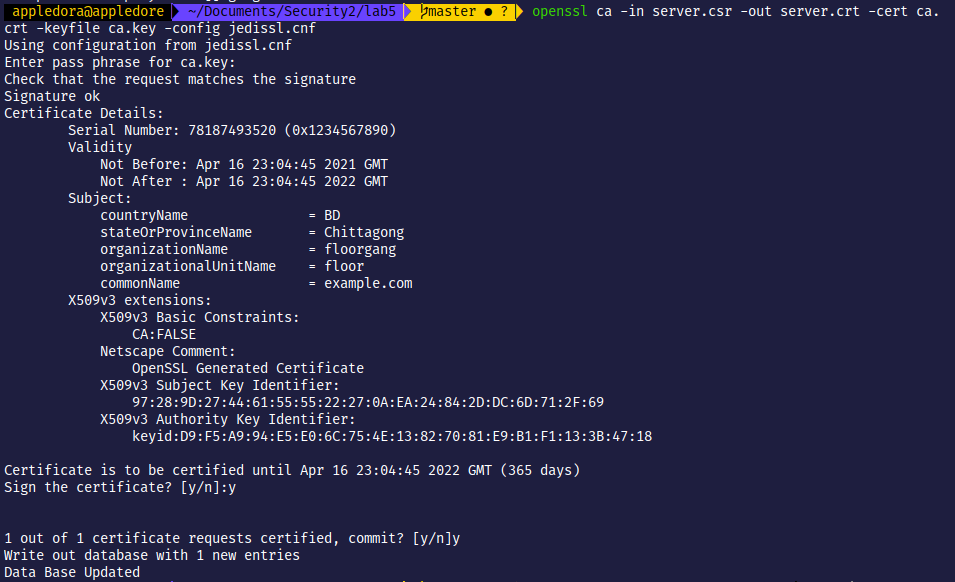 appledora@appledore ~/Documents/Security2/lab5 master ● ? openssl ca -in server.csr -out server.crt -cert ca.
crt -keyfile ca.key -config jedissl.cnf
Using configuration from jedissl.cnf
Enter pass phrase for ca.key:
Check that the request matches the signature
Signature ok
Certificate Details:
        Serial Number: 78187493520 (0x1234567890)
        Validity
            Not Before: Apr 16 23:04:45 2021 GMT
            Not After : Apr 16 23:04:45 2022 GMT
        Subject:
            countryName               = BD
            stateOrProvinceName       = Chittagong
            organizationName          = floorgang
            organizationalUnitName    = floor
            commonName                = example.com
        X509v3 extensions:
            X509v3 Basic Constraints:
                CA:FALSE
            Netscape Comment:
                OpenSSL Generated Certificate
            X509v3 Subject Key Identifier:
                97:28:9D:27:44:61:55:55:22:27:0A:EA:24:84:2D:DC:6D:71:2F:69
            X509v3 Authority Key Identifier:
                keyid:D9:F5:A9:94:E5:E0:6C:75:4E:13:82:70:81:E9:B1:F1:13:3B:47:18
Certificate is to be certified until Apr 16 23:04:45 2022 GMT (365 days)
Sign the certificate? [y/n]:y
1 out of 1 certificate requests certified, commit? [y/n]y
Write out database with 1 new entries
Data Base Updated